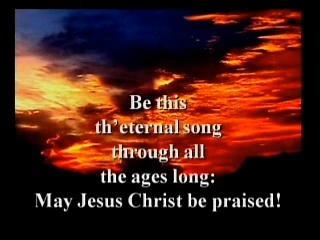 Be this
th'eternal song
through all
the ages long:
May Jesus Christ be praised!